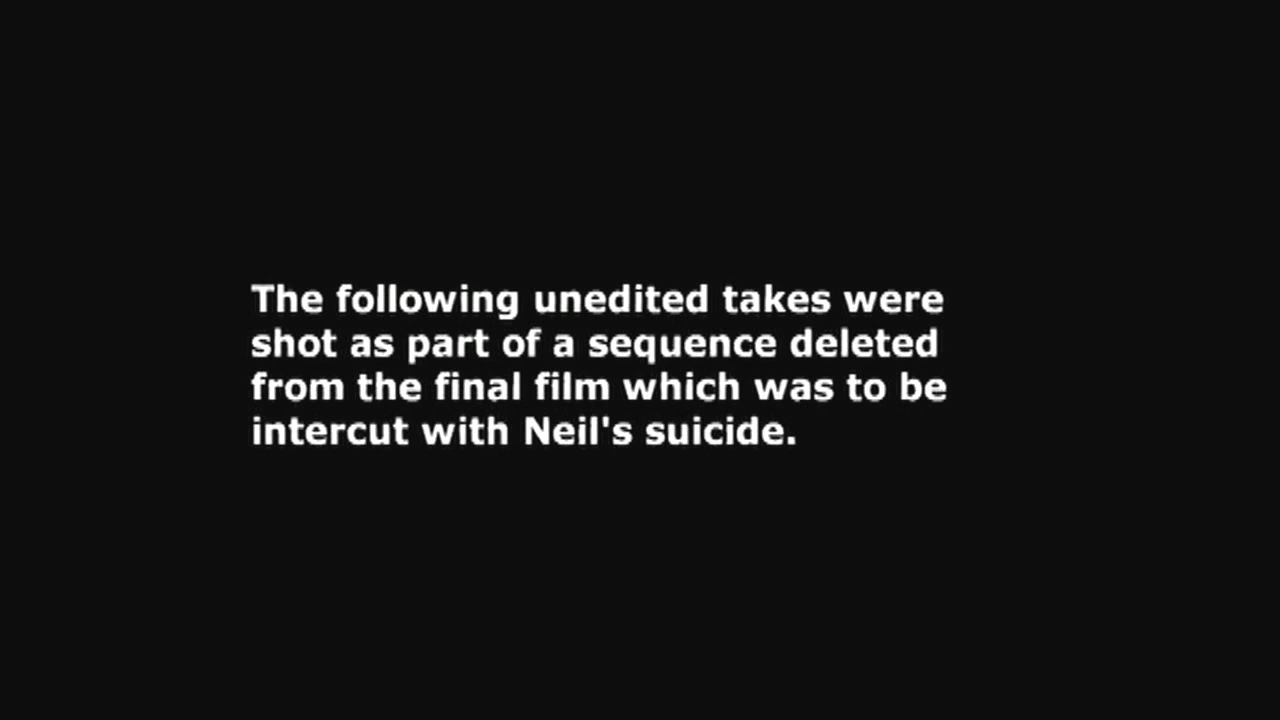 The following unedited takes were
shot as part of a sequence deleted
from the final film which was to be
intercut with Neil's suicide.